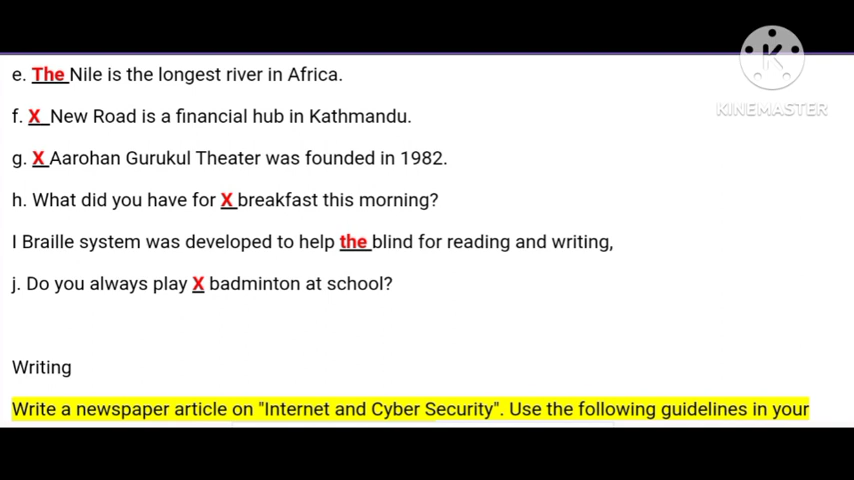 KINEMASTER
e. The Nile is the longest river in Africa.
f. X New Road is a financial hub in Kathmandu.
g. X Aarohan Gurukul Theater was founded in 1982.
h. What did you have for X breakfast this morning?
I Braille system was developed to help the blind for reading and writing,
j. Do you always play X badminton at school?
Writing
Write a newspaper article on "Internet and Cyber Security". Use the following guidelines in your